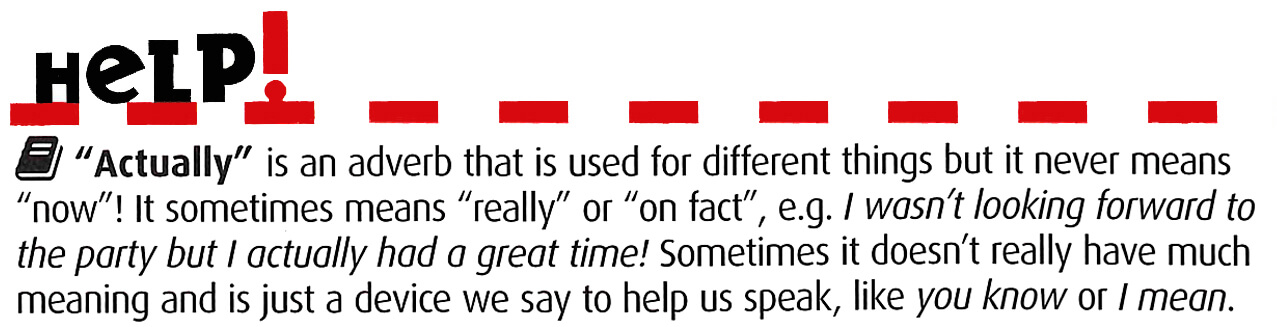 HeLP!
"Actually" is an adverb that is used for different things but it never means
"now"! It sometimes means "really" or "on fact", e.g. I wasn't looking forward to
the party but I actually had a great time! Sometimes it doesn't really have much
meaning and is just a device we say to help us speak, like you know or I mean.